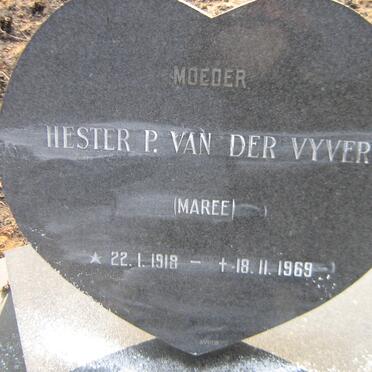 MOEDER
HESTER P. VAN DER VYVER
(MAREE)
★ 22.1.1918 - ✝ 18.11.1969